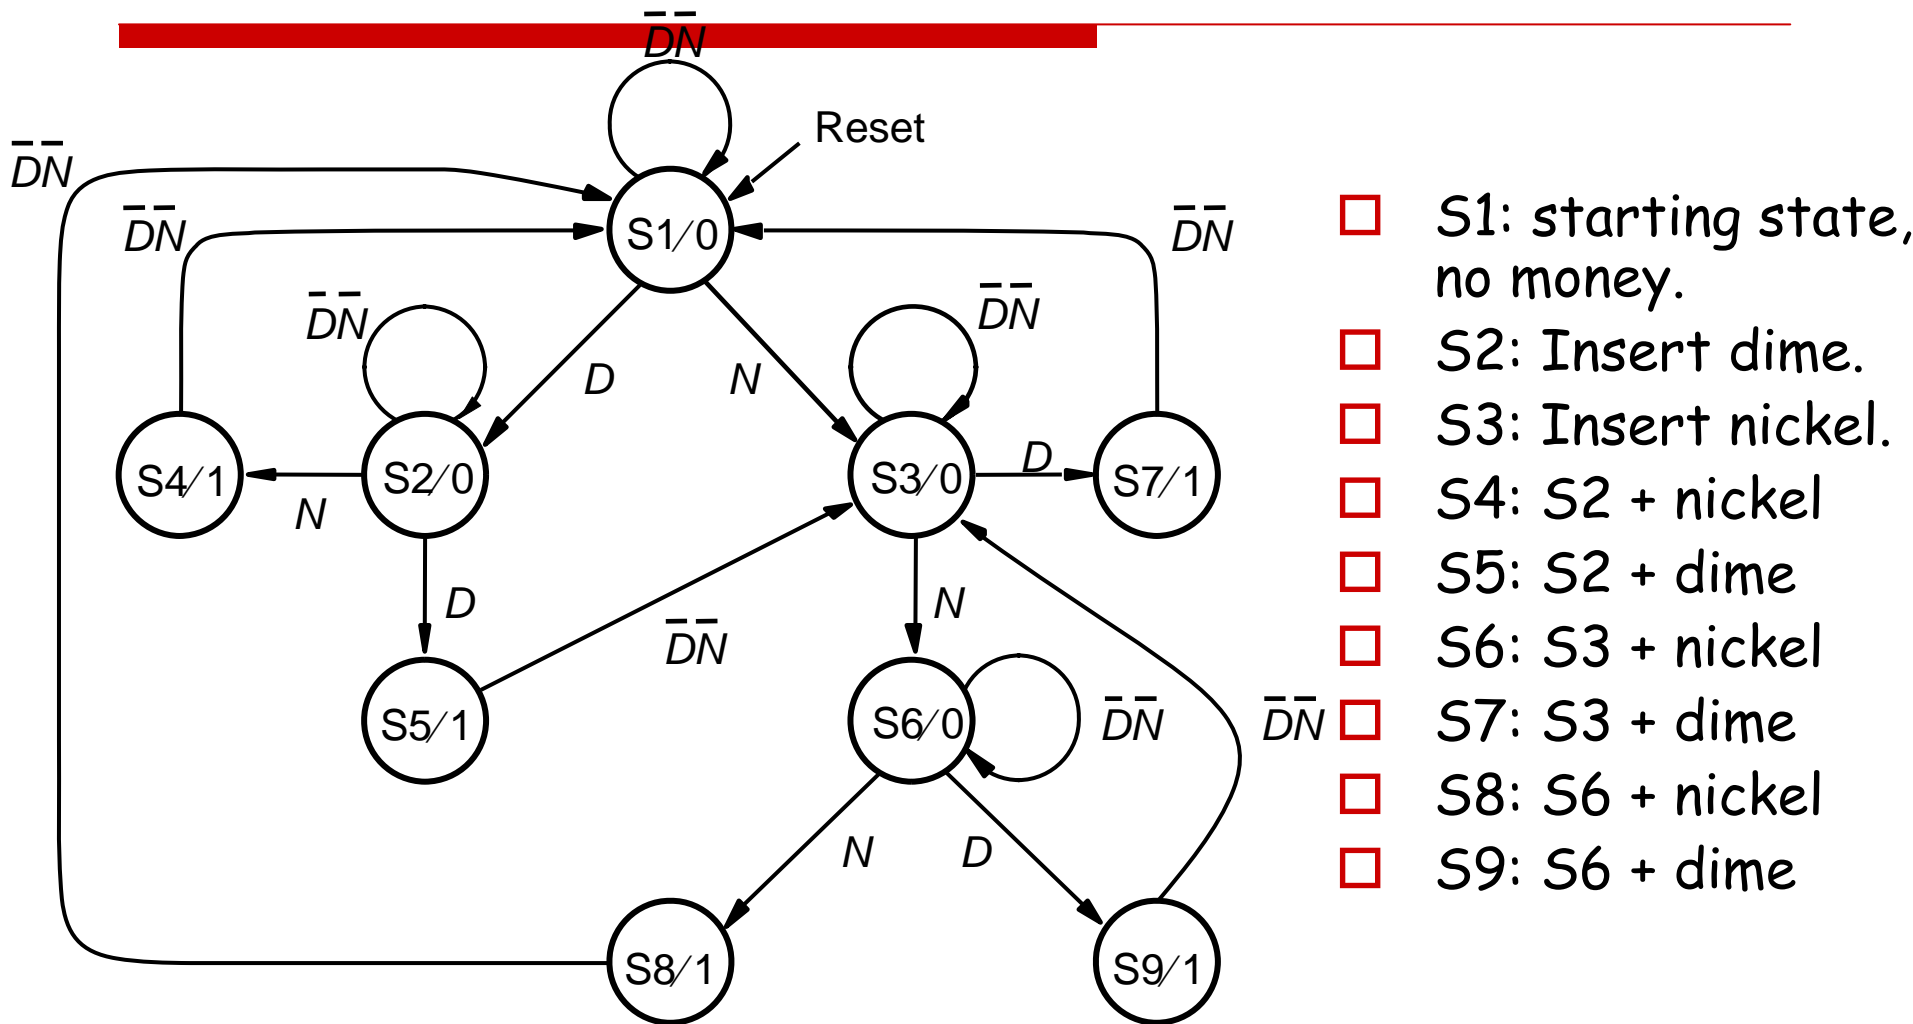 D̅N̅
Reset
D̅N̅
D̅N̅
S1/0
D̅N̅
D̅N̅
D̅N̅
D
N
S4/1
S2/0
S3/0
D
S7/1
N
D
N
D̅N̅
S5/1
S6/0
D̅N̅
D̅N̅
N
D
S8/1
S9/1
S1: starting state,
no money.
S2: Insert dime.
S3: Insert nickel.
S4: S2 + nickel
S5: S2 + dime
S6: S3 + nickel
S7: S3 + dime
S8: S6 + nickel
S9: S6 + dime